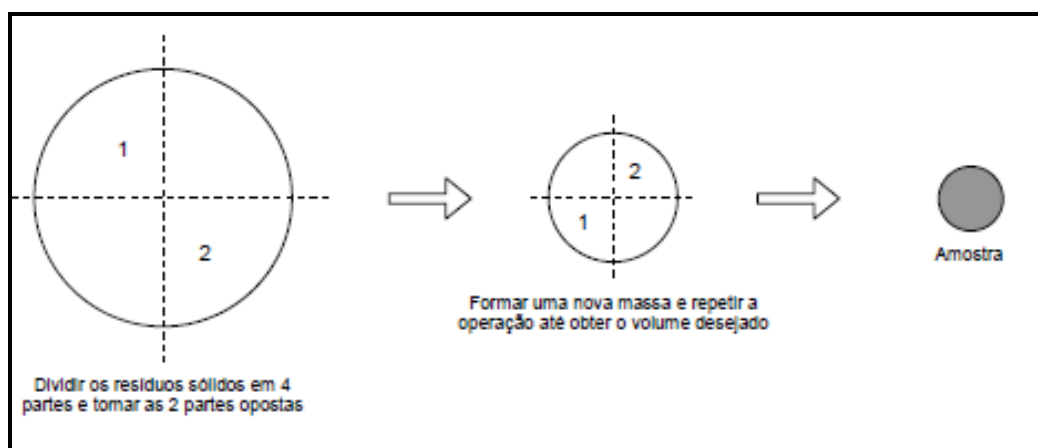 1
2
Dividir os resíduos sólidos em 4
partes e tomar as 2 partes opostas
2
1
Formar uma nova massa e repetir a
operação até obter o volume desejado
Amostra